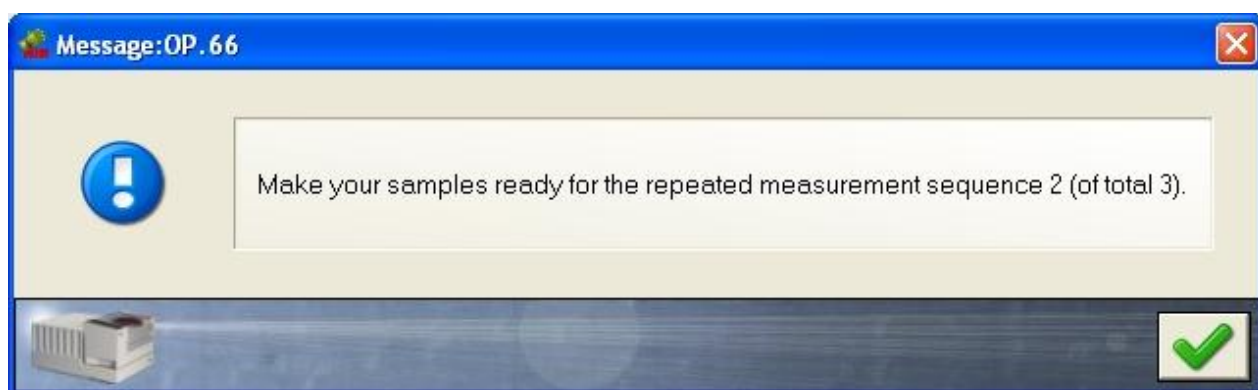 Message:OP.66
Make your samples ready for the repeated measurement sequence 2 (of total 3).